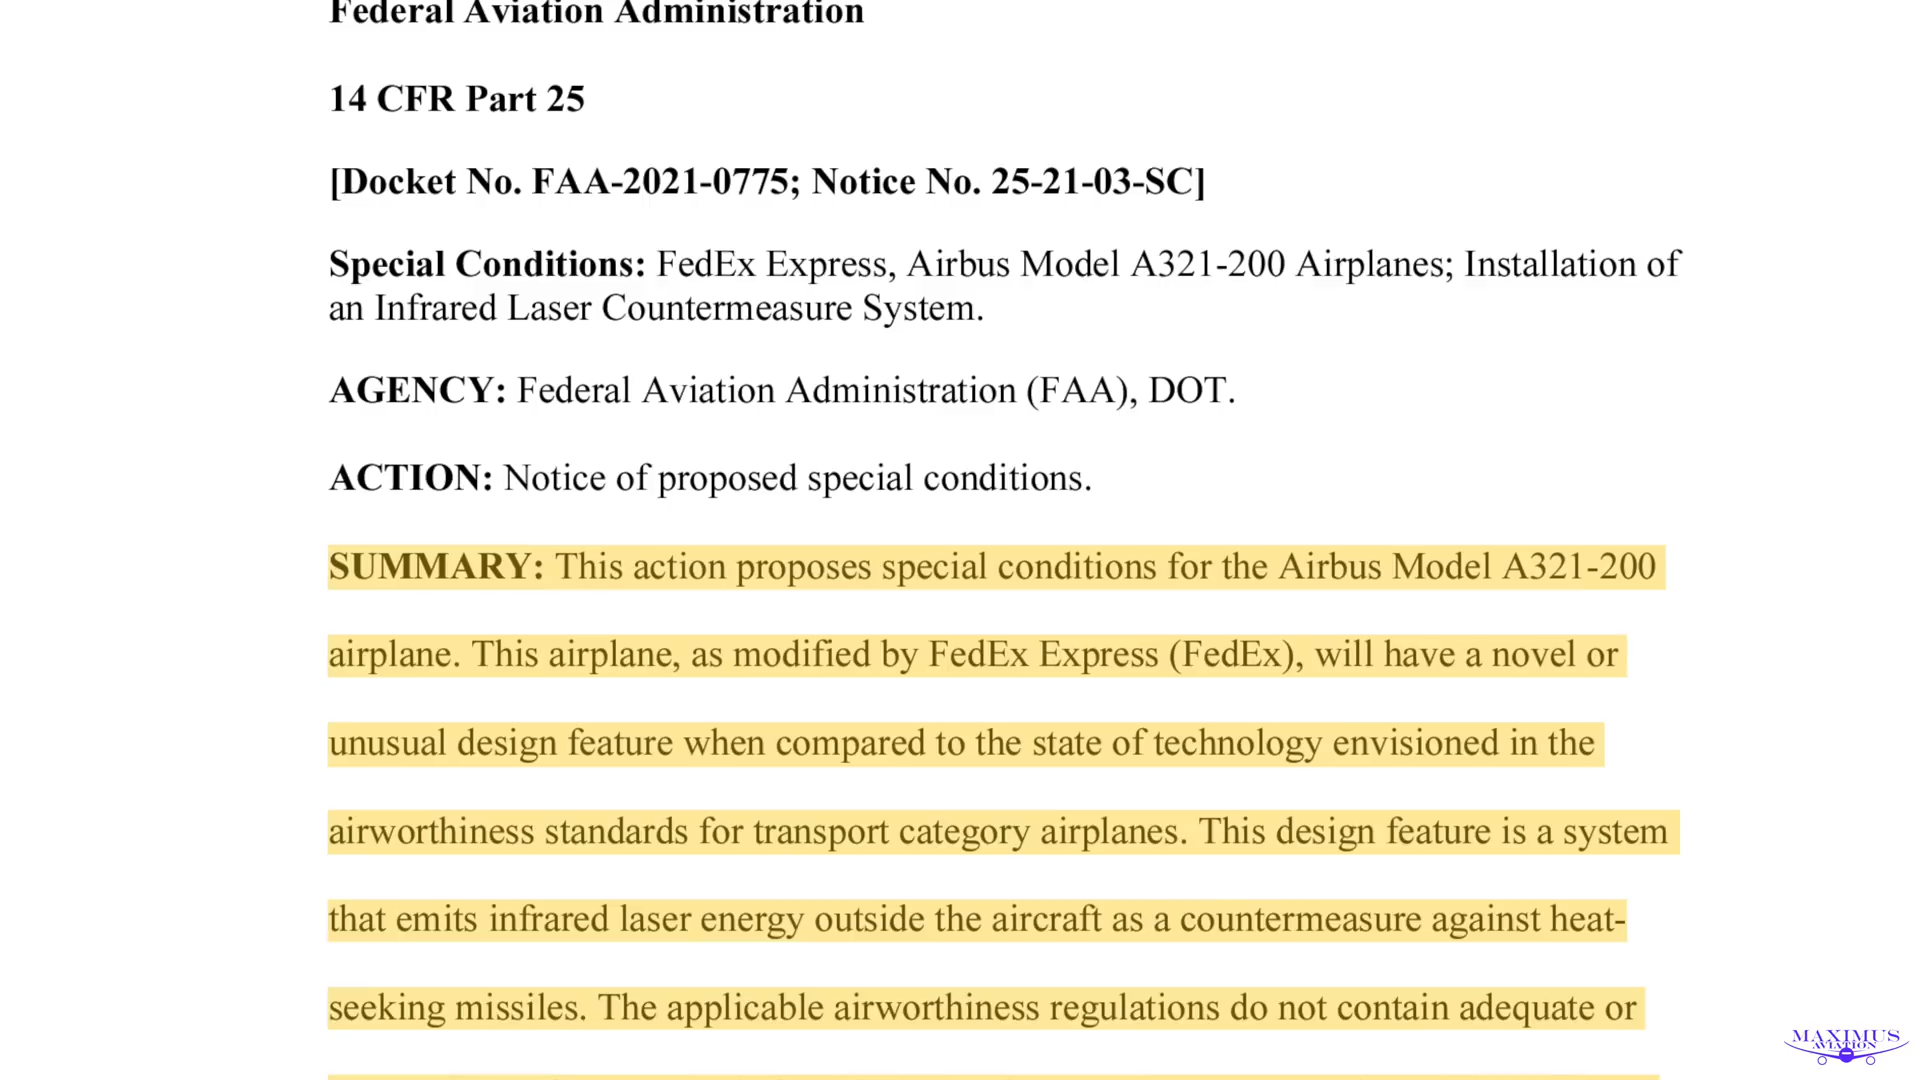 Federal Aviation Administration
14 CFR Part 25
[Docket No. FAA-2021-0775; Notice No. 25-21-03-SC]
Special Conditions: FedEx Express, Airbus Model A321-200 Airplanes; Installation of
an Infrared Laser Countermeasure System.
AGENCY: Federal Aviation Administration (FAA), DOT.
ACTION: Notice of proposed special conditions.
SUMMARY: This action proposes special conditions for the Airbus Model A321-200
airplane. This airplane, as modified by FedEx Express (FedEx), will have a novel or
unusual design feature when compared to the state of technology envisioned in the
airworthiness standards for transport category airplanes. This design feature is a system
that emits infrared laser energy outside the aircraft as a countermeasure against heat-
seeking missiles. The applicable airworthiness regulations do not contain adequate or
MAXIMUS
AVIATION